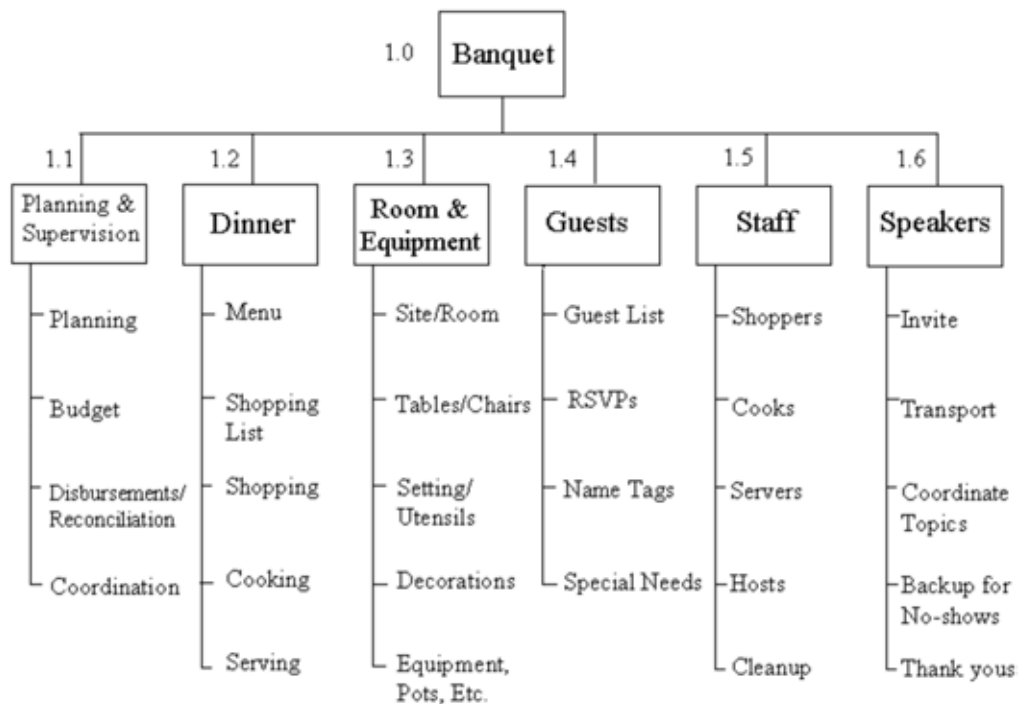 1.0
Banquet
1.1
1.2
1.3
1.4
1.5
1.6
Planning &
Supervision
Dinner
Room &
Equipment
Guests
Staff
Speakers
Planning
Budget
Disbursements/
Reconciliation
Coordination
Menu
Shopping
List
Shopping
Cooking
Serving
Site/Room
Tables/Chairs
Setting/
Utensils
Decorations
Equipment,
Pots, Etc.
Guest List
RSVPs
Name Tags
Special Needs
Shoppers
Cooks
Servers
Hosts
Cleanup
Invite
Transport
Coordinate
Topics
Backup for
No-shows
Thank yous